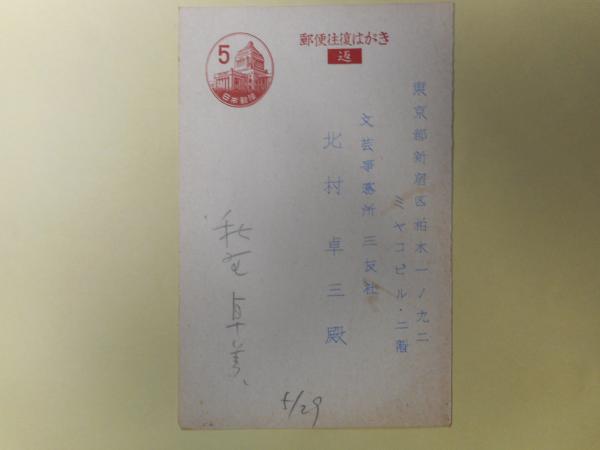 郵便往復はがき
返
5
日本郵便
東京都新宿区柏木一ノ九二
ミヤコビル・二階
文芸事務所 三友社
北村卓三殿
5/29